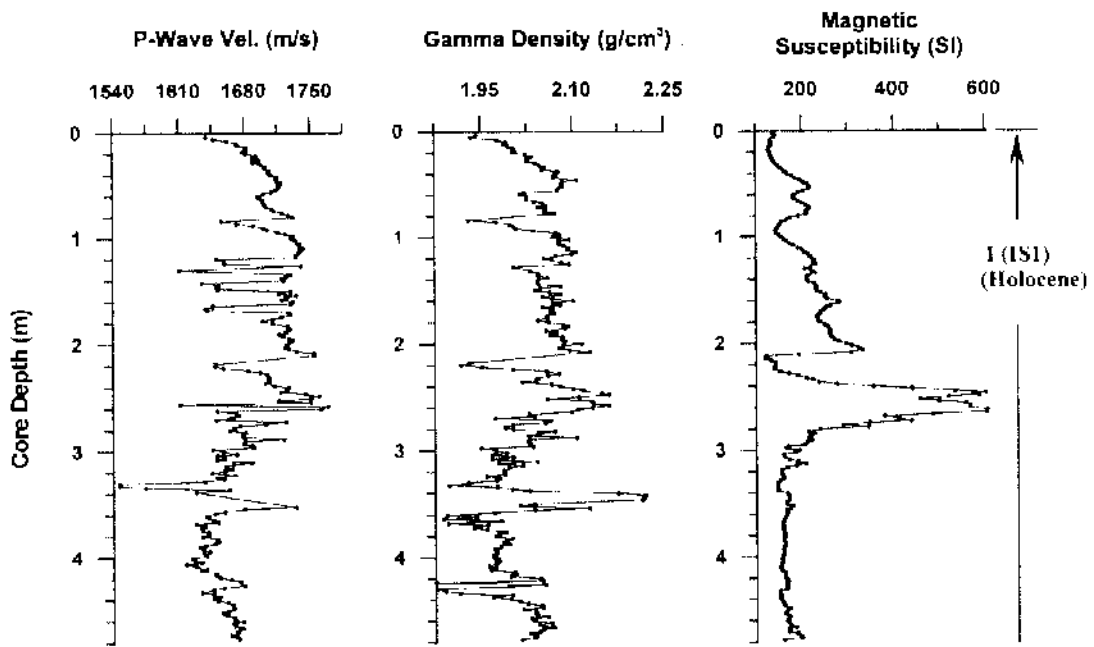 P-Wave Vel. (m/s)
1540 1610 1680 1750
Gamma Density (g/cm³)
1.95 2.10 2.25
Magnetic
Susceptibility (SI)
200 400 600
Core Depth (m)
0
1
2
3
4
0
1
2
3
4
0
1
2
3
4
1 (IS1)
(Holocene)